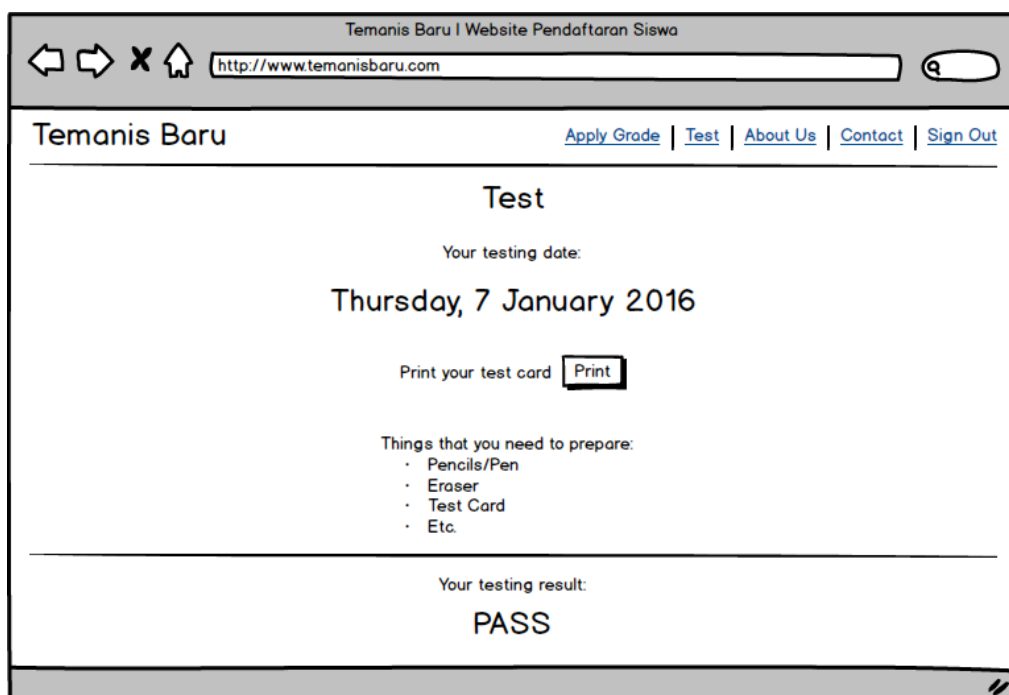 Temanis Baru | Website Pendaftaran Siswa
http://www.temanisbaru.com
Temanis Baru
Apply Grade | Test | About Us | Contact | Sign Out
Test
Your testing date:
Thursday, 7 January 2016
Print your test card Print
Things that you need to prepare:
· Pencils/Pen
· Eraser
· Test Card
· Etc.
Your testing result:
PASS